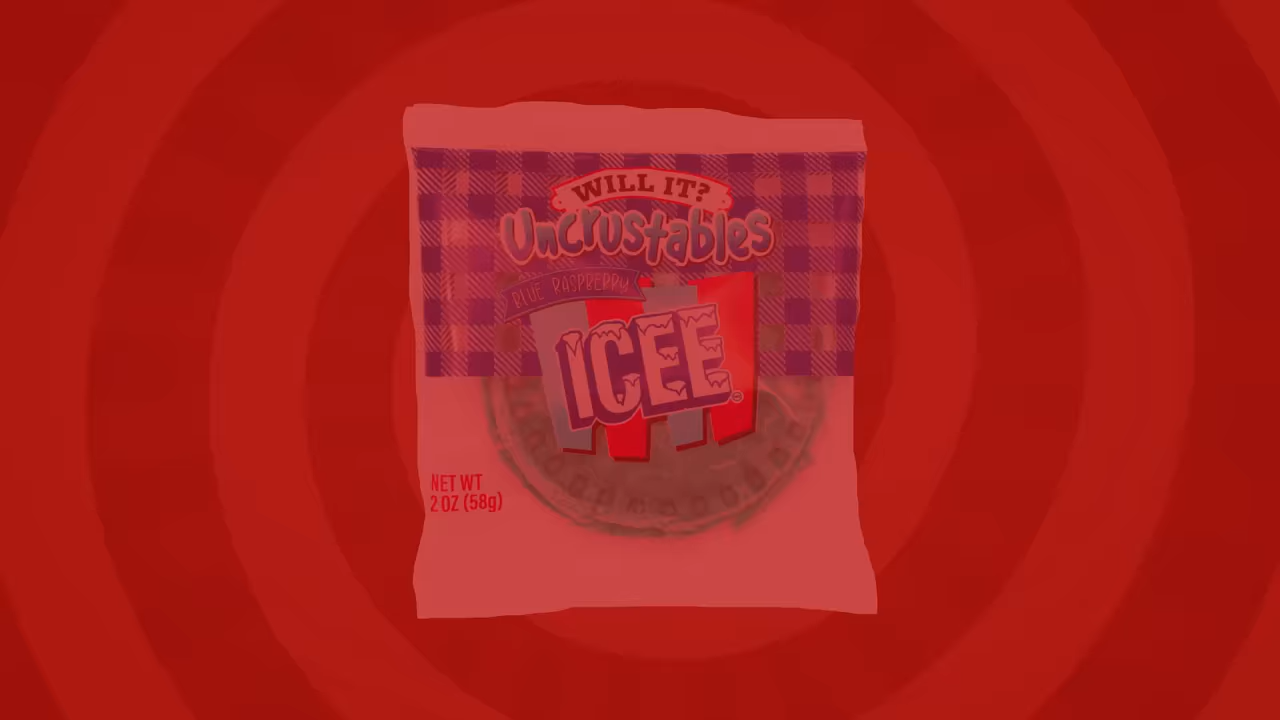 WILL IT?
Uncrustables
BLUE RASPBERRY
ICEE
NET WT
2 OZ (58g)